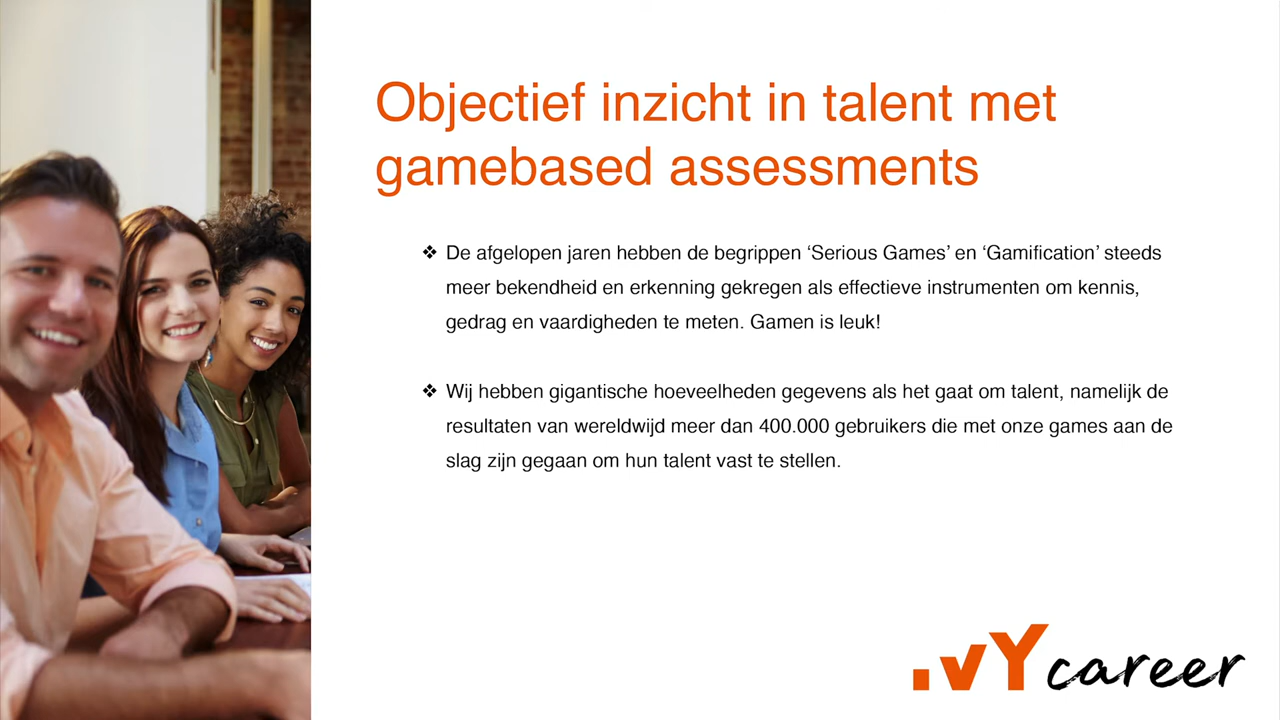 Objectief inzicht in talent met
gamebased assessments
❖ De afgelopen jaren hebben de begrippen ‘Serious Games’ en ‘Gamification’ steeds
meer bekendheid en erkenning gekregen als effectieve instrumenten om kennis,
gedrag en vaardigheden te meten. Gamen is leuk!
❖ Wij hebben gigantische hoeveelheden gegevens als het gaat om talent, namelijk de
resultaten van wereldwijd meer dan 400.000 gebruikers die met onze games aan de
slag zijn gegaan om hun talent vast te stellen.
.vY career